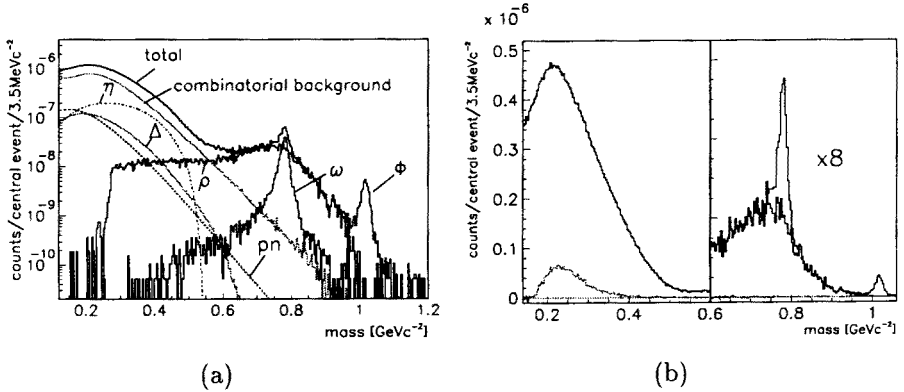 × 10⁻⁶
counts/central event/3.5MeVc⁻²
10⁻⁶
10⁻⁷
10⁻⁸
10⁻⁹
10⁻¹⁰
total
combinatorial background
η
Δ
ρ
ω
ϕ
pn
0.2 0.4 0.6 0.8 1 1.2
mass [GeVc⁻²]
(a)
counts/central event/3.5MeVc⁻²
0.5
0.4
0.3
0.2
0.1
0
x8
0.2 0.4 0.6 0.8 1
mass [GeVc⁻²] mass [GeVc⁻²]
(b)